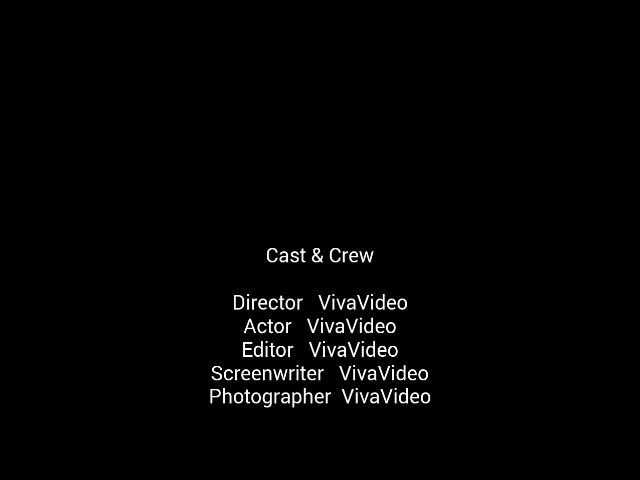 Cast & Crew
Director VivaVideo
Actor VivaVideo
Editor VivaVideo
Screenwriter VivaVideo
Photographer VivaVideo